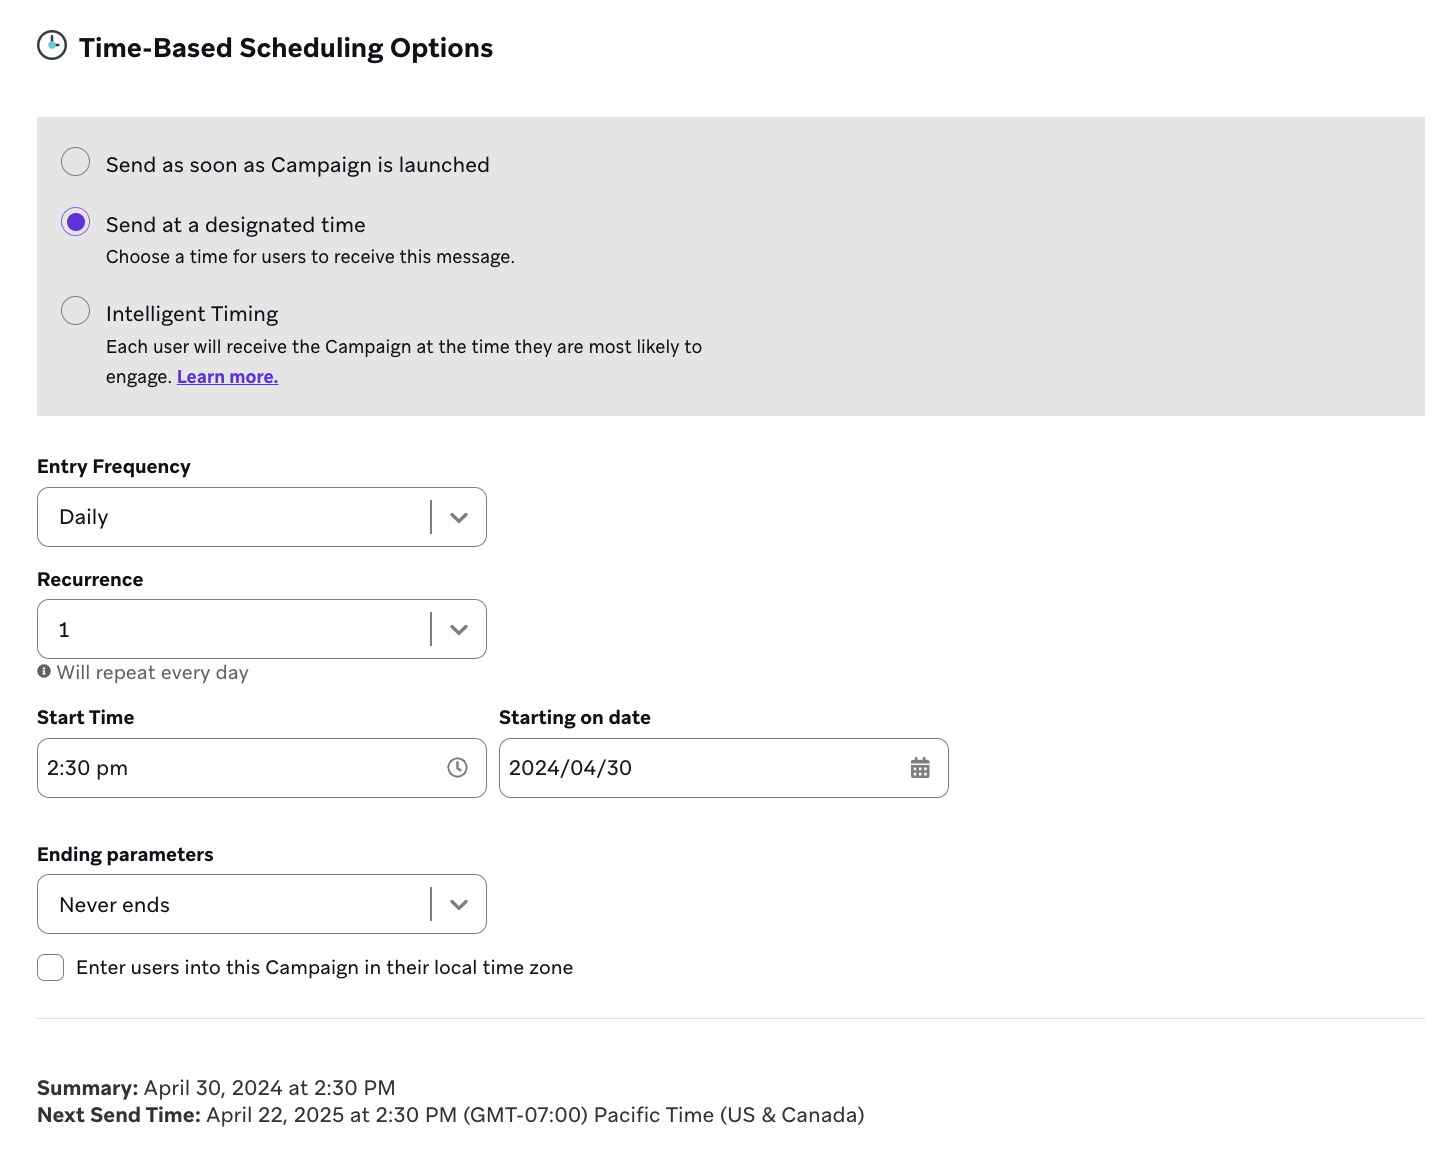 Time-Based Scheduling Options
Send as soon as Campaign is launched
Send at a designated time
Choose a time for users to receive this message.
Intelligent Timing
Each user will receive the Campaign at the time they are most likely to
engage. Learn more.
Entry Frequency
Daily
Recurrence
1
Will repeat every day
Start Time
2:30 pm
Starting on date
2024/04/30
Ending parameters
Never ends
Enter users into this Campaign in their local time zone
Summary: April 30, 2024 at 2:30 PM
Next Send Time: April 22, 2025 at 2:30 PM (GMT-07:00) Pacific Time (US & Canada)